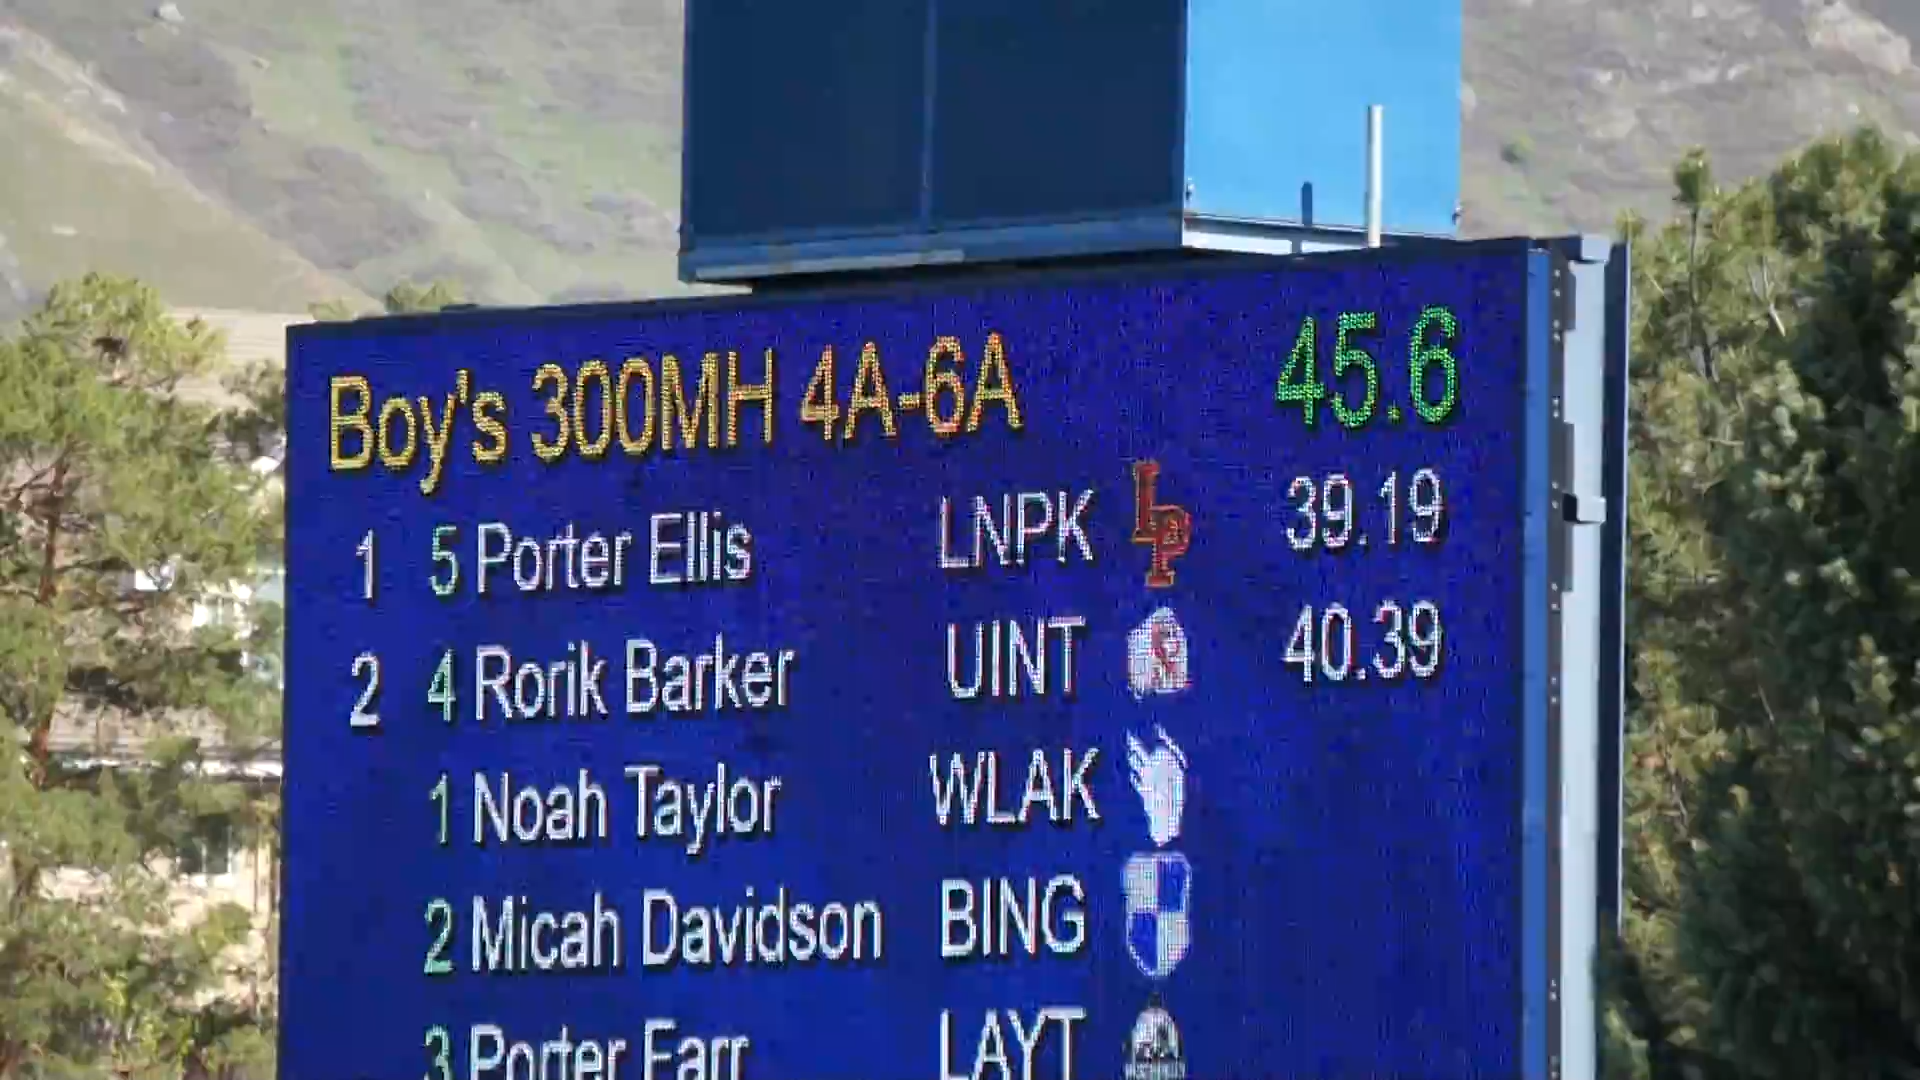 Boy's 300MH 4A-6A 45.6
1 5 Porter Ellis LNPK LP 39.19
2 4 Rorik Barker UINT 40.39
1 Noah Taylor WLAK
2 Micah Davidson BING
3 Porter Farr LAYT